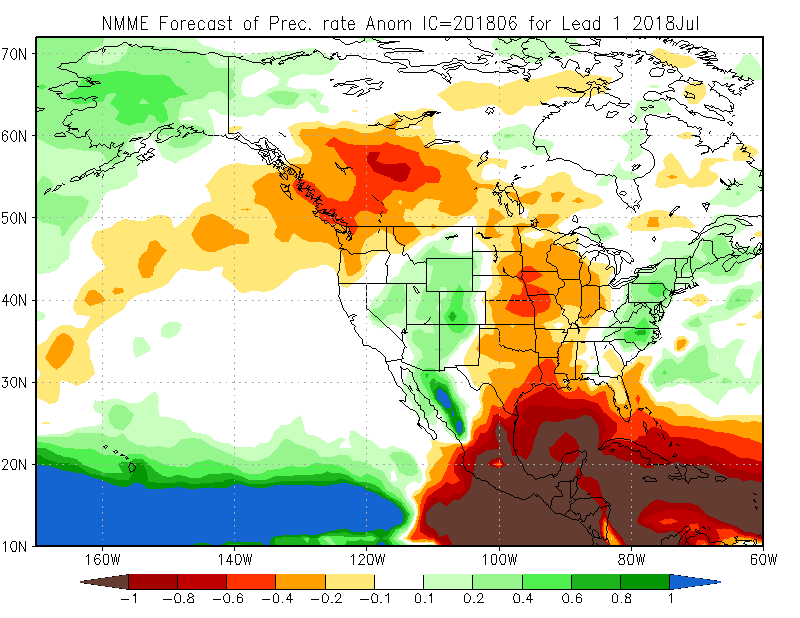 NMME Forecast of Prec. rate Anom IC=201806 for Lead 1 2018Jul
70N
60N
50N
40N
30N
20N
10N
160W 140W 120W 100W 80W 60W
-1 -0.8 -0.6 -0.4 -0.2 -0.1 0.1 0.2 0.4 0.6 0.8 1